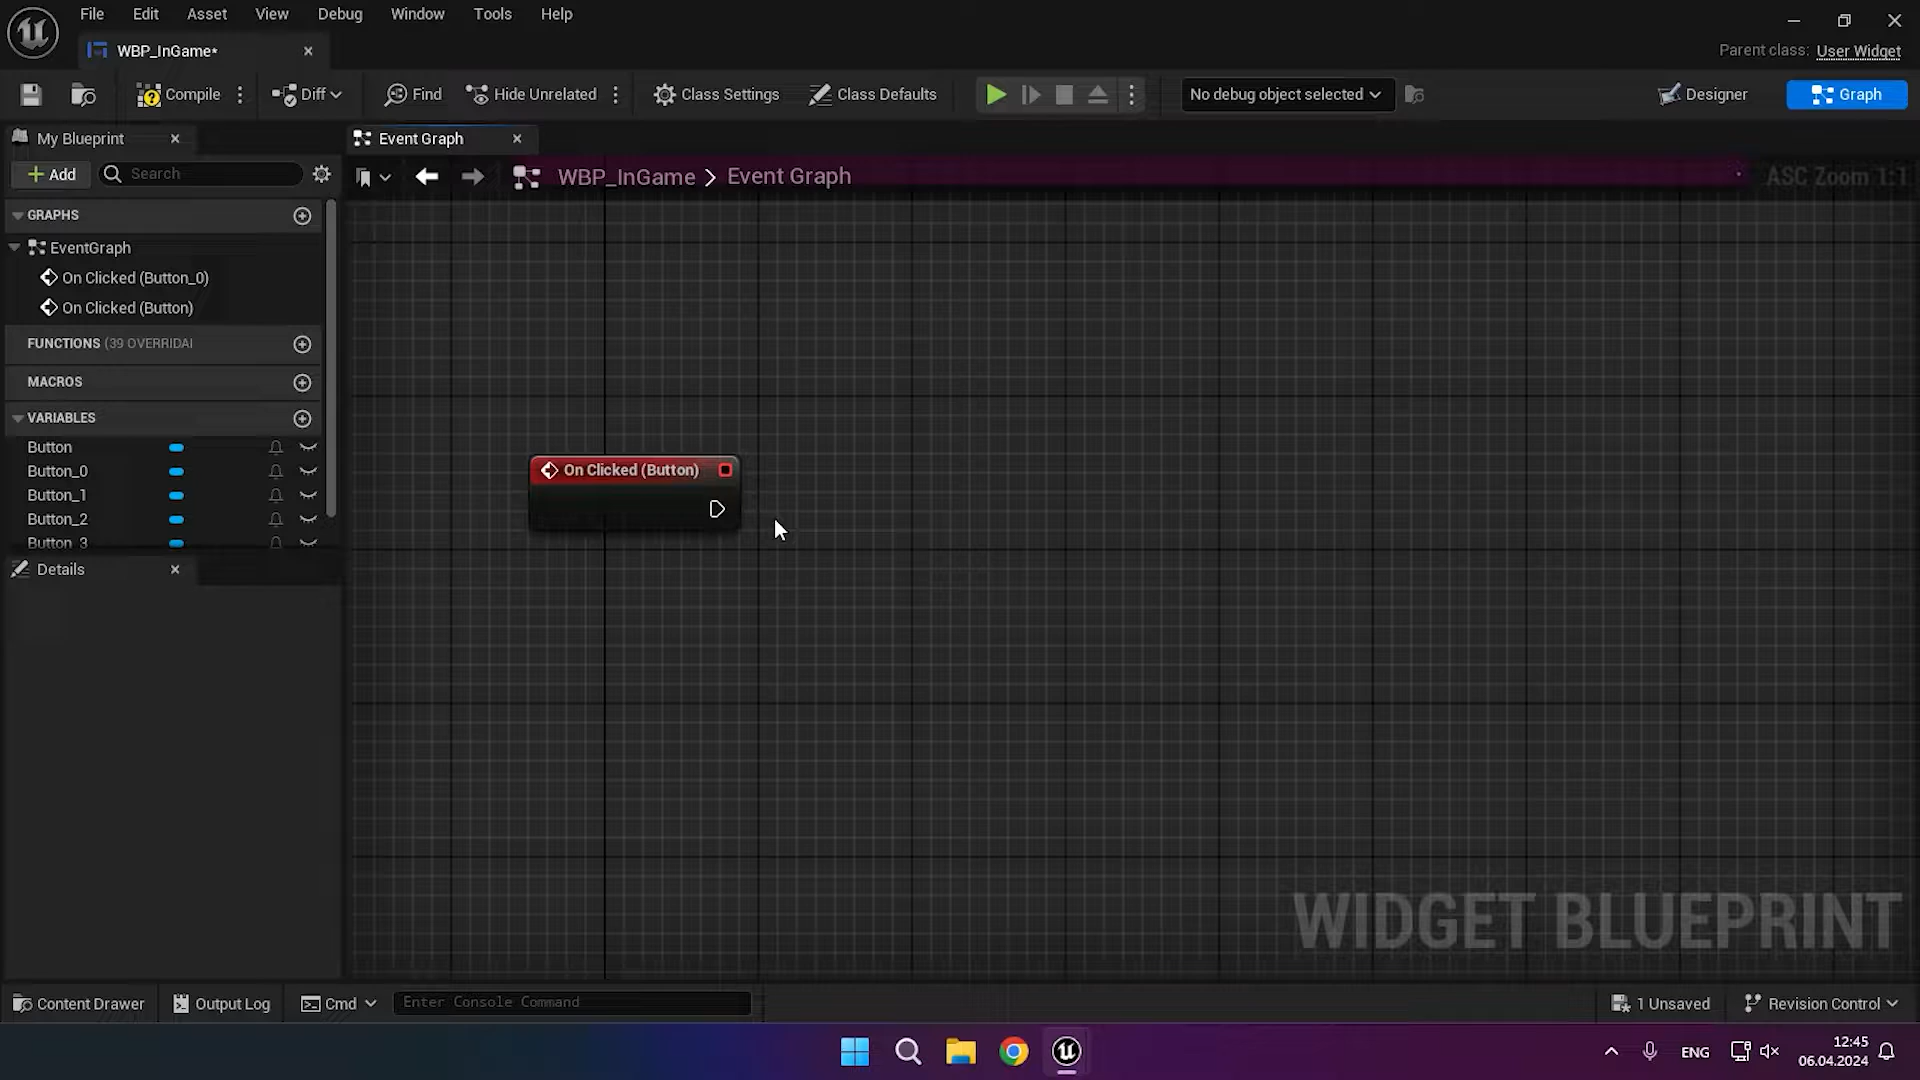 File Edit Asset View Debug Window Tools Help
WBP_InGame*
Parent class: User Widget
Compile Diff Find Hide Unrelated Class Settings Class Defaults No debug object selected Designer Graph
My Blueprint
Event Graph
Add Search
WBP_InGame > Event Graph
ASC Zoom 1:1
GRAPHS
EventGraph
On Clicked (Button_0)
On Clicked (Button)
FUNCTIONS (39 OVERRIDAI
MACROS
VARIABLES
Button
Button_0
Button_1
Button_2
Button_3
Details
On Clicked (Button)
WIDGET BLUEPRINT
Content Drawer Output Log Cmd Enter Console Command 1 Unsaved Revision Control
ENG
12:45
06.04.2024